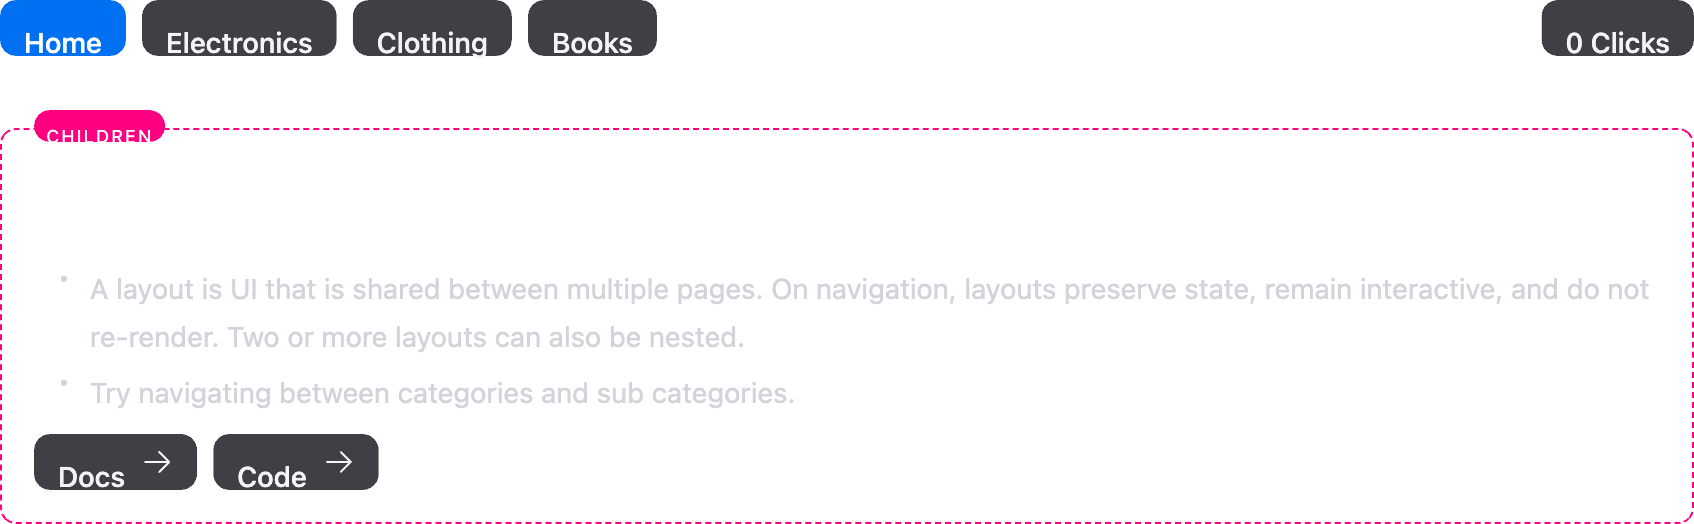 Home Electronics Clothing Books 0 Clicks
CHILDREN
• A layout is UI that is shared between multiple pages. On navigation, layouts preserve state, remain interactive, and do not
re-render. Two or more layouts can also be nested.
• Try navigating between categories and sub categories.
Docs → Code →